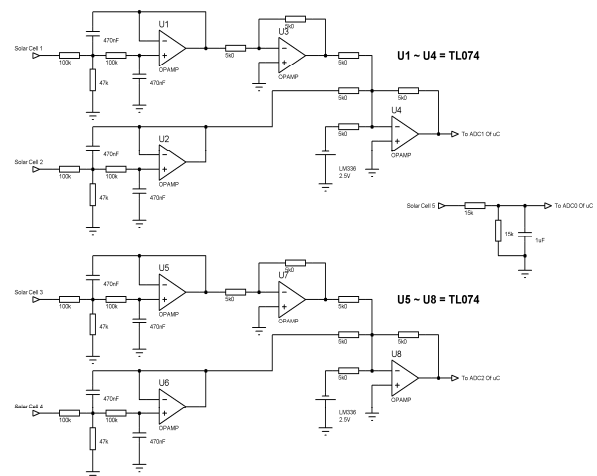 U1
470nF
Solar Cell 1
100k
100k
OPAMP
47k
470nF
5k0
5k0
U3
OPAMP
5k0
U1 ~ U4 = TL074
5k0
5k0
U4
OPAMP
To ADC1 Of uC
5k0
LM336
2.5V
470nF
U2
Solar Cell 2
100k
100k
OPAMP
47k
470nF
Solar Cell 5
15k
To ADC0 Of uC
15k
1uF
U5
470nF
Solar Cell 3
100k
100k
OPAMP
47k
470nF
5k0
5k0
U7
OPAMP
5k0
U5 ~ U8 = TL074
5k0
5k0
U8
OPAMP
To ADC2 Of uC
5k0
LM336
2.5V
470nF
U6
Solar Cell 4
100k
100k
OPAMP
47k
470nF